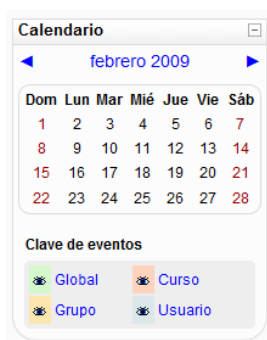 Calendario
febrero 2009
Dom Lun Mar Mié Jue Vie Sáb
1 2 3 4 5 6 7
8 9 10 11 12 13 14
15 16 17 18 19 20 21
22 23 24 25 26 27 28
Clave de eventos
Global Curso
Grupo Usuario